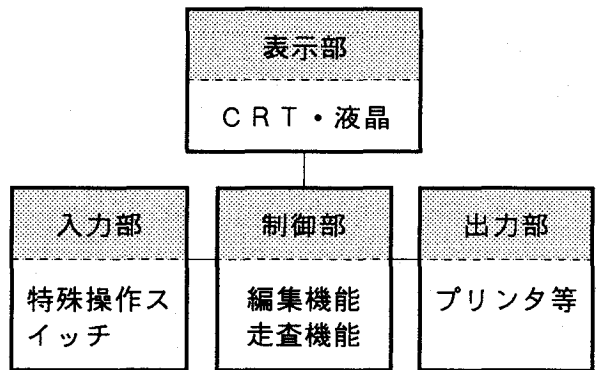 表示部
ＣＲＴ・液晶
入力部
特殊操作ス
イッチ
制御部
編集機能
走査機能
出力部
プリンタ等